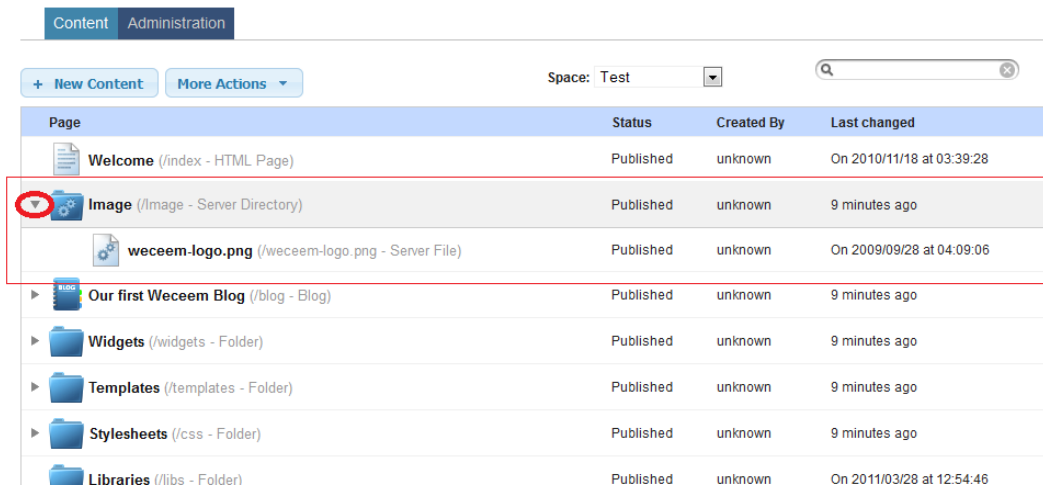 Content Administration
+ New Content More Actions Space: Test
Page Status Created By Last changed
Welcome (/index - HTML Page) Published unknown On 2010/11/18 at 03:39:28
Image (/Image - Server Directory) Published unknown 9 minutes ago
weceem-logo.png (/weceem-logo.png - Server File) Published unknown On 2009/09/28 at 04:09:06
BLOG Our first Weceem Blog (/blog - Blog) Published unknown 9 minutes ago
Widgets (/widgets - Folder) Published unknown 9 minutes ago
Templates (/templates - Folder) Published unknown 9 minutes ago
Stylesheets (/css - Folder) Published unknown 9 minutes ago
Libraries (/libs - Folder) Published unknown On 2011/03/28 at 12:54:46